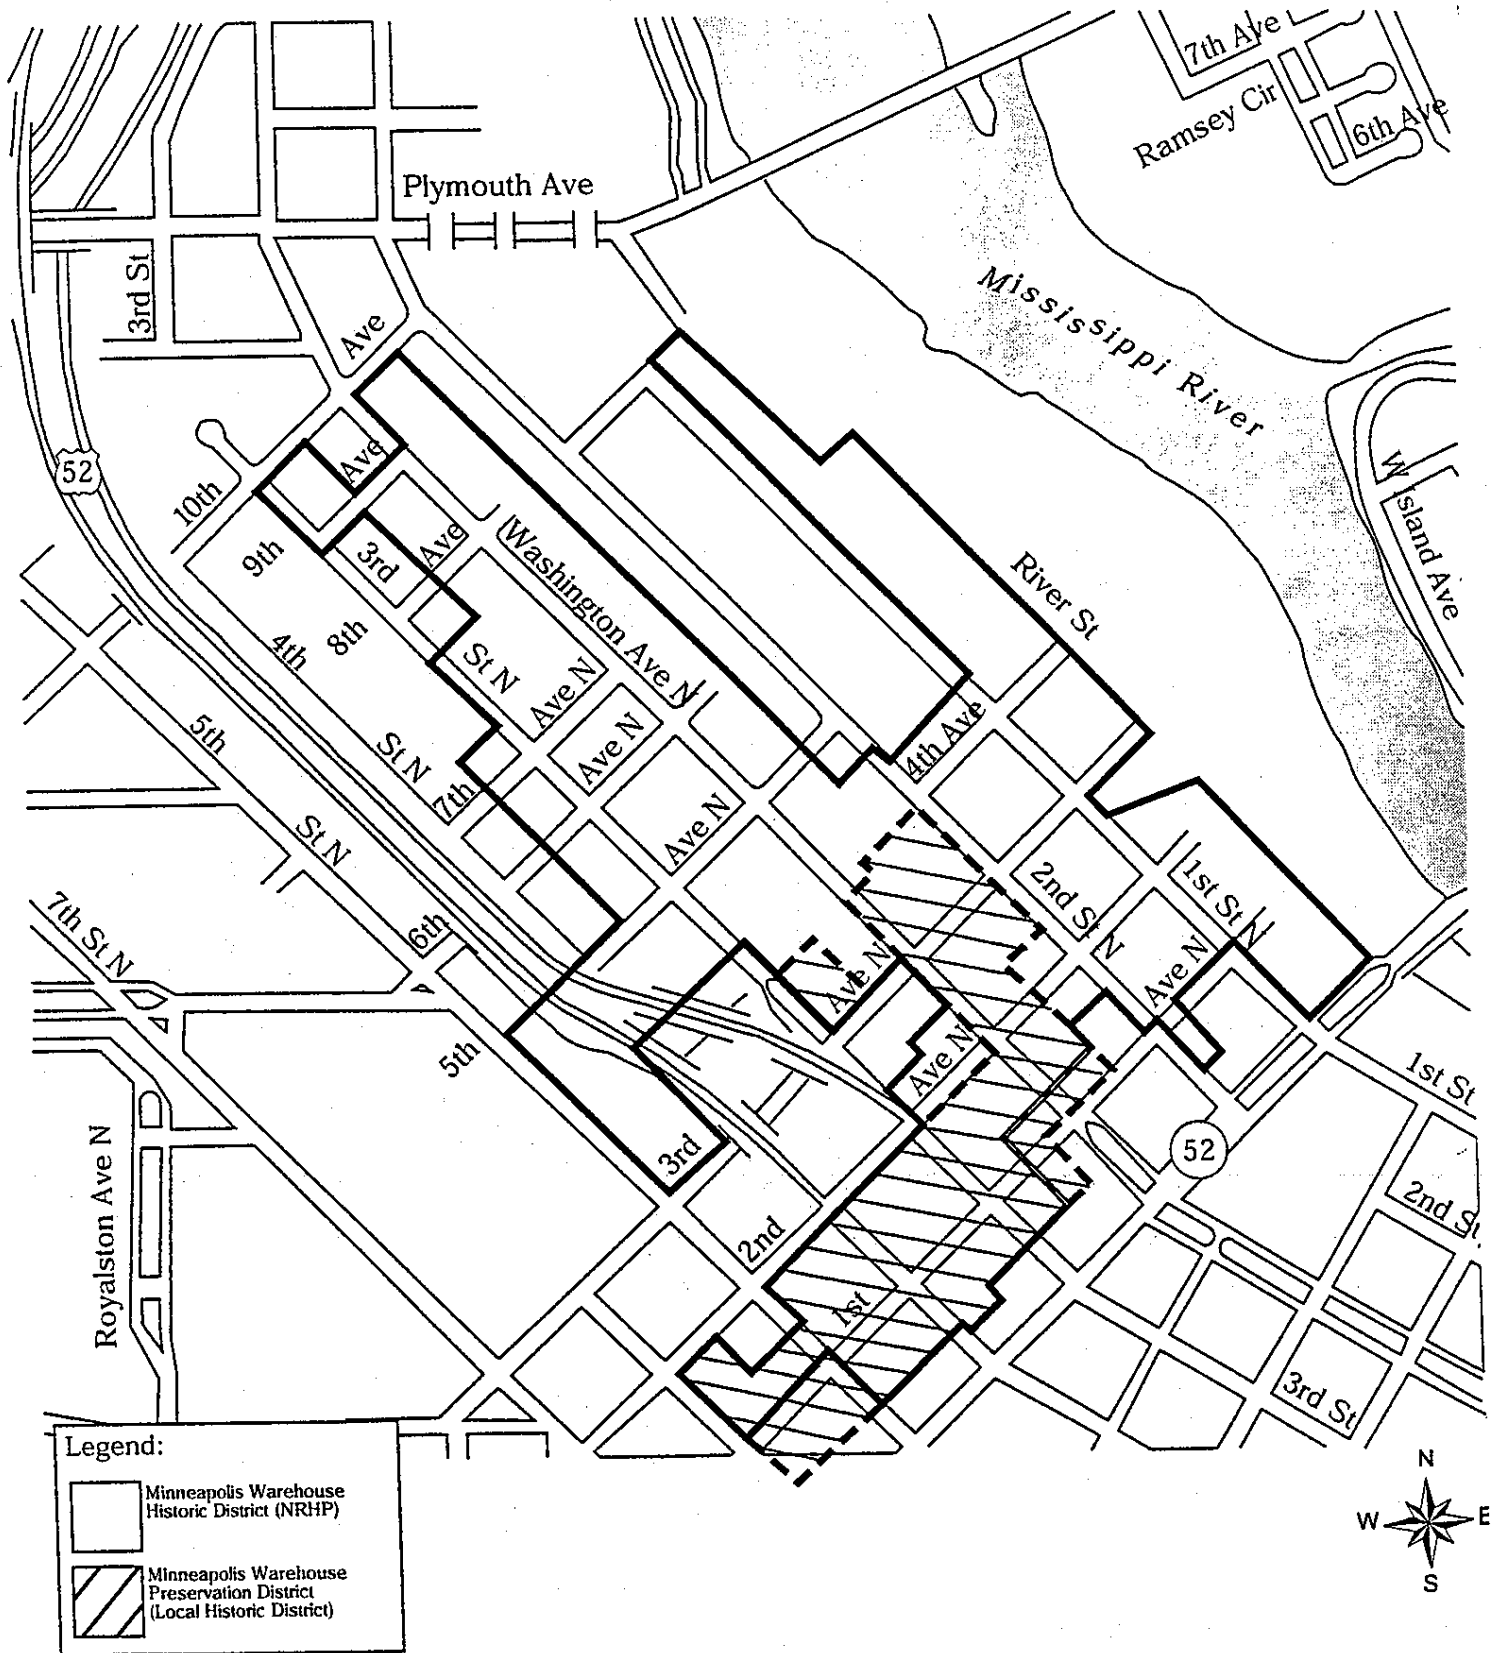 7th Ave
Ramsey Cir
6th Ave
Plymouth Ave
3rd St
Ave
Mississippi River
52
Ave
10th
W Island Ave
9th
3rd
Ave
Washington Ave N
River St
8th
4th
St N
Ave N
5th
St N
Ave N
4th Ave
7th
Ave N
St N
2nd St N
1st St N
7th St N
6th
Ave N
Ave N
5th
Ave N
1st St
52
3rd
Royalston Ave N
2nd
2nd St
1st
3rd St
Legend:
Minneapolis Warehouse
Historic District (NRHP)
Minneapolis Warehouse
Preservation District
(Local Historic District)
N
W
E
S